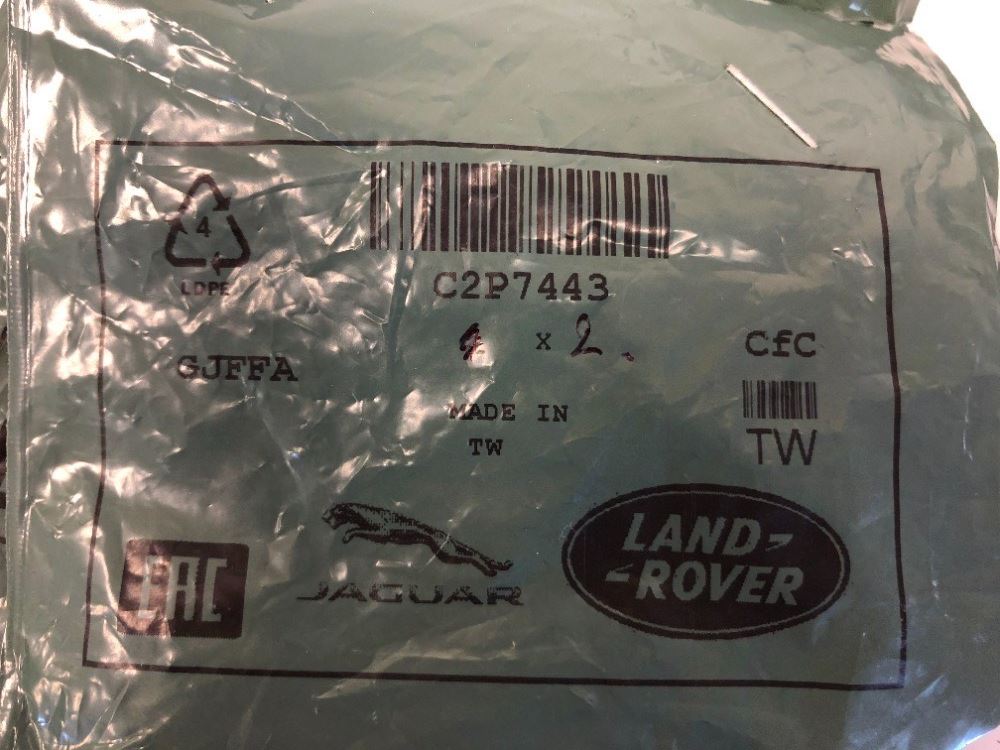 4
LDPE
C2P7443
x 2.
CfC
GJFFA
MADE IN
TW
TW
EAC
JAGUAR
LAND-
-ROVER